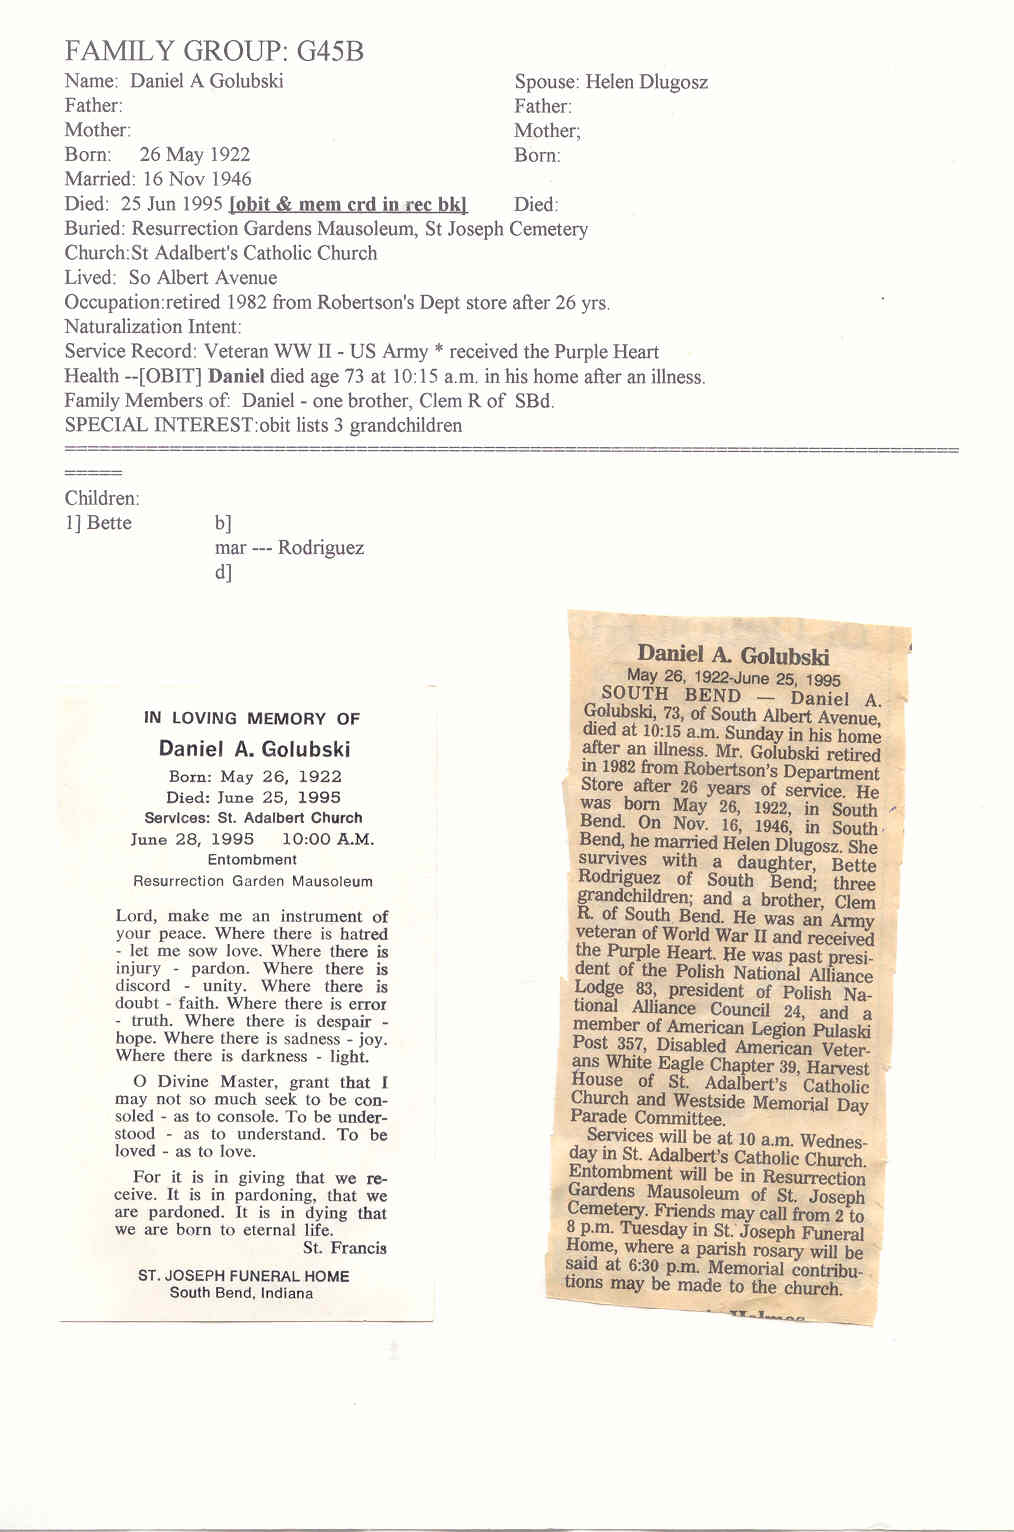 FAMILY GROUP: G45B
Name: Daniel A Golubski Spouse: Helen Dlugosz
Father: Father:
Mother: Mother;
Born: 26 May 1922 Born:
Married: 16 Nov 1946
Died: 25 Jun 1995 [obit & mem crd in rec bk] Died:
Buried: Resurrection Gardens Mausoleum, St Joseph Cemetery
Church:St Adalbert's Catholic Church
Lived: So Albert Avenue
Occupation:retired 1982 from Robertson's Dept store after 26 yrs.
Naturalization Intent:
Service Record: Veteran WW II - US Army * received the Purple Heart
Health --[OBIT] Daniel died age 73 at 10:15 a.m. in his home after an illness.
Family Members of: Daniel - one brother, Clem R of SBd.
SPECIAL INTEREST:obit lists 3 grandchildren
Children:
1] Bette b]
mar --- Rodriguez
d]
IN LOVING MEMORY OF
Daniel A. Golubski
Born: May 26, 1922
Died: June 25, 1995
Services: St. Adalbert Church
June 28, 1995 10:00 A.M.
Entombment
Resurrection Garden Mausoleum
Lord, make me an instrument of
your peace. Where there is hatred
- let me sow love. Where there is
injury - pardon. Where there is
discord - unity. Where there is
doubt - faith. Where there is error
- truth. Where there is despair -
hope. Where there is sadness - joy.
Where there is darkness - light.
O Divine Master, grant that I
may not so much seek to be con-
soled - as to console. To be under-
stood - as to understand. To be
loved - as to love.
For it is in giving that we re-
ceive. It is in pardoning, that we
are pardoned. It is in dying that
we are born to eternal life.
St. Francis
ST. JOSEPH FUNERAL HOME
South Bend, Indiana
Daniel A. Golubski
May 26, 1922-June 25, 1995
SOUTH BEND — Daniel A.
Golubski, 73, of South Albert Avenue,
died at 10:15 a.m. Sunday in his home
after an illness. Mr. Golubski retired
in 1982 from Robertson's Department
Store after 26 years of service. He
was born May 26, 1922, in South
Bend. On Nov. 16, 1946, in South
Bend, he married Helen Dlugosz. She
survives with a daughter, Bette
Rodriguez of South Bend; three
grandchildren; and a brother, Clem
R. of South Bend. He was an Army
veteran of World War II and received
the Purple Heart. He was past presi-
dent of the Polish National Alliance
Lodge 83, president of Polish Na-
tional Alliance Council 24, and a
member of American Legion Pulaski
Post 357, Disabled American Veter-
ans White Eagle Chapter 39, Harvest
House of St. Adalbert's Catholic
Church and Westside Memorial Day
Parade Committee.
Services will be at 10 a.m. Wednes-
day in St. Adalbert's Catholic Church.
Entombment will be in Resurrection
Gardens Mausoleum of St. Joseph
Cemetery. Friends may call from 2 to
8 p.m. Tuesday in St. Joseph Funeral
Home, where a parish rosary will be
said at 6:30 p.m. Memorial contribu-
tions may be made to the church.